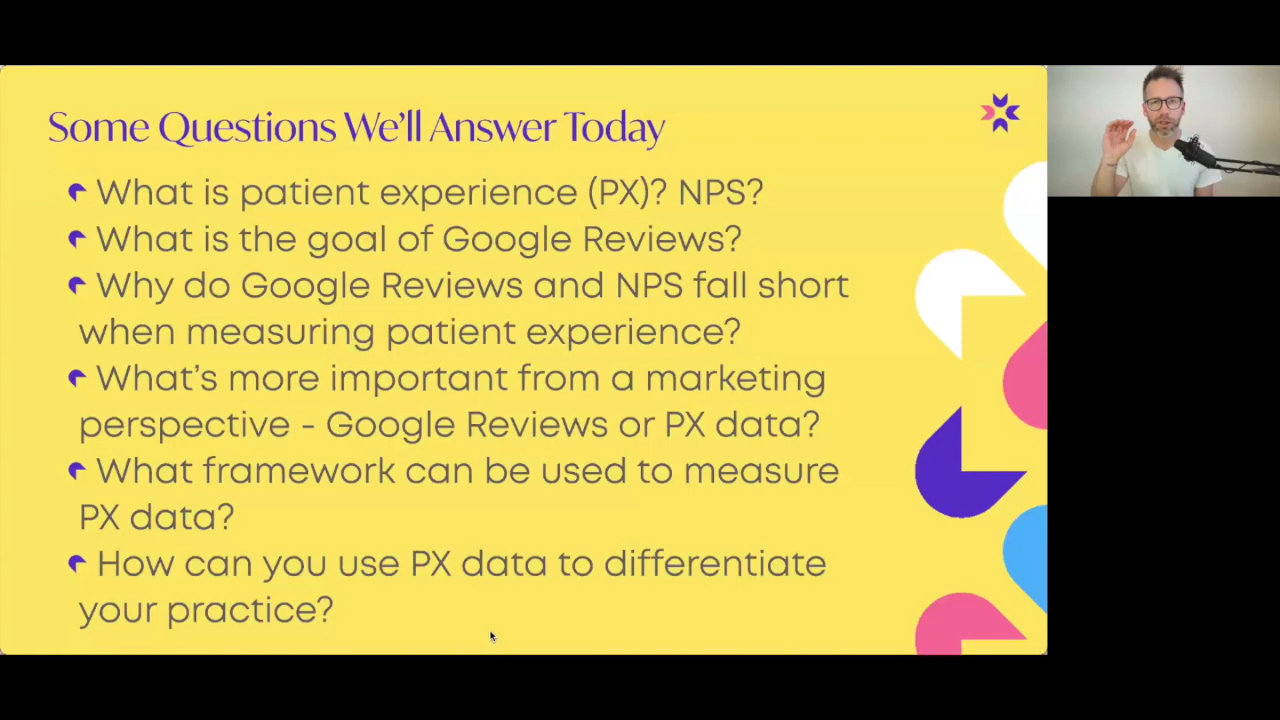 Some Questions We'll Answer Today
What is patient experience (PX)? NPS?
What is the goal of Google Reviews?
Why do Google Reviews and NPS fall short
when measuring patient experience?
What's more important from a marketing
perspective - Google Reviews or PX data?
What framework can be used to measure
PX data?
How can you use PX data to differentiate
your practice?